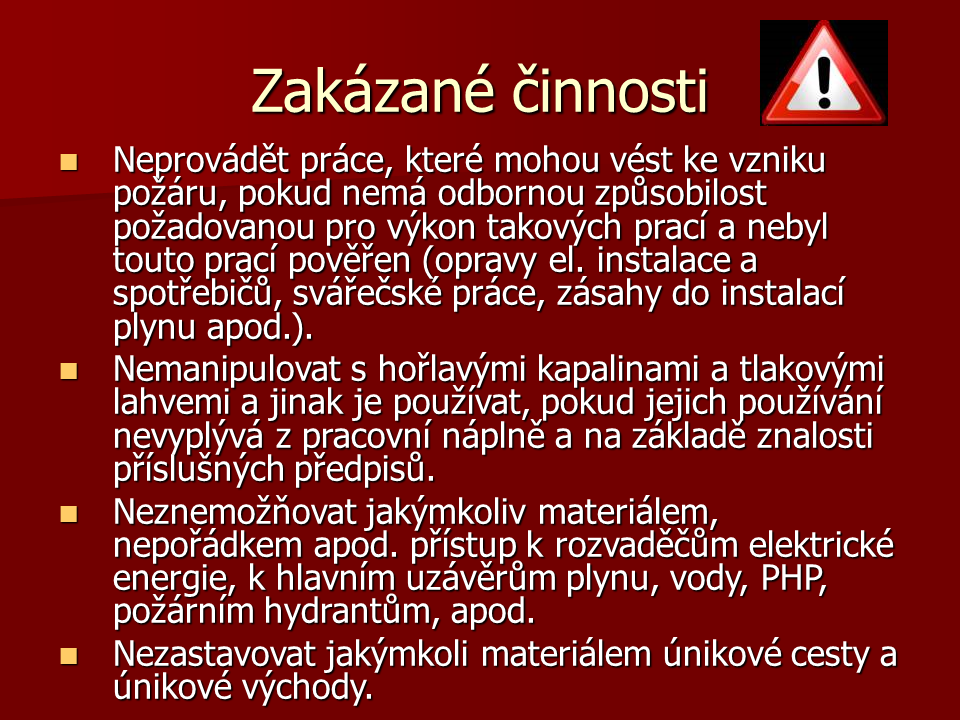 Zakázané činnosti
Neprovádět práce, které mohou vést ke vzniku
požáru, pokud nemá odbornou způsobilost
požadovanou pro výkon takových prací a nebyl
touto prací pověřen (opravy el. instalace a
spotřebičů, svářečské práce, zásahy do instalací
plynu apod.).
Nemanipulovat s hořlavými kapalinami a tlakovými
lahvemi a jinak je používat, pokud jejich používání
nevyplývá z pracovní náplně a na základě znalosti
příslušných předpisů.
Neznemožňovat jakýmkoliv materiálem,
nepořádkem apod. přístup k rozvaděčům elektrické
energie, k hlavním uzávěrům plynu, vody, PHP,
požárním hydrantům, apod.
Nezastavovat jakýmkoli materiálem únikové cesty a
únikové východy.